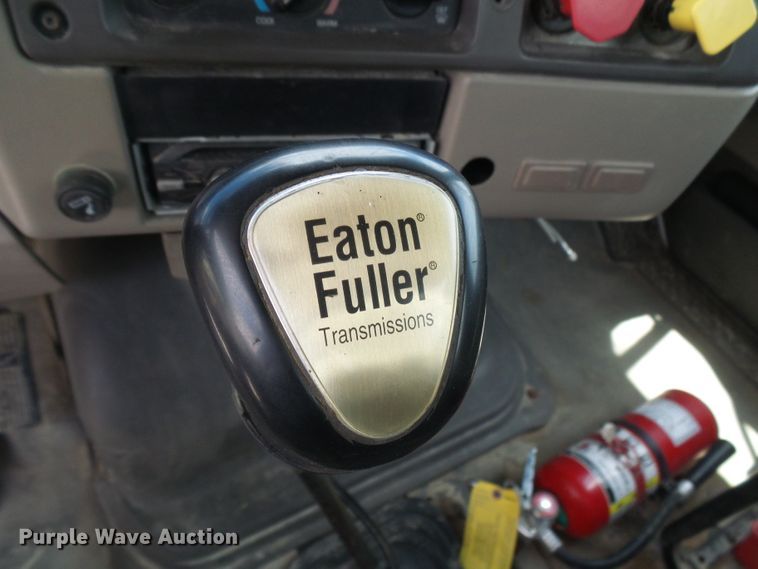 COOL WARM
Eaton®
Fuller®
Transmissions
Purple Wave Auction